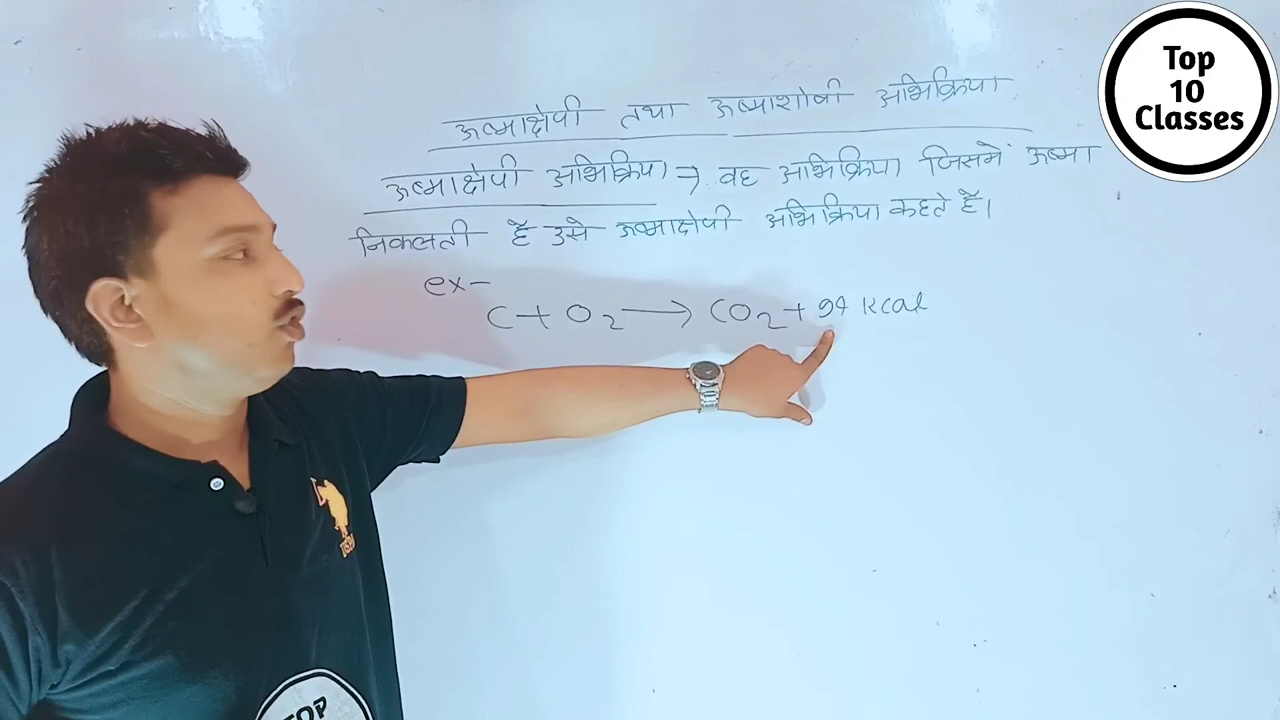 Top
10
Classes
ऊष्माक्षेपी तथा ऊष्माशोषी अभिक्रिया
ऊष्माक्षेपी अभिक्रिया → वह अभिक्रिया जिसमें ऊष्मा
निकलती है उसे ऊष्माक्षेपी अभिक्रिया कहते हैं।
ex-
C + O2 → CO2 + 94 kcal
TOP